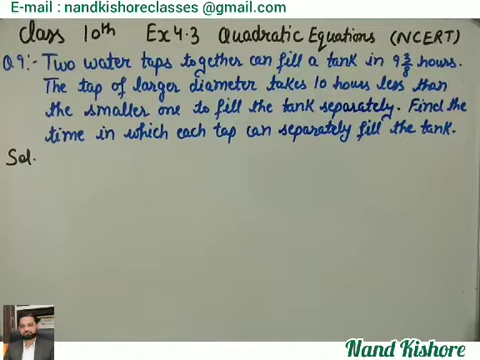 E-mail : nandkishoreclasses @gmail.com
Class 10th Ex 4.3 Quadratic Equations (NCERT)
Q 9:- Two water taps together can fill a tank in 9 3/8 hours.
The tap of larger diameter takes 10 hours less than
the smaller one to fill the tank separately. Find the
time in which each tap can separately fill the tank.
Sol.
Nand Kishore